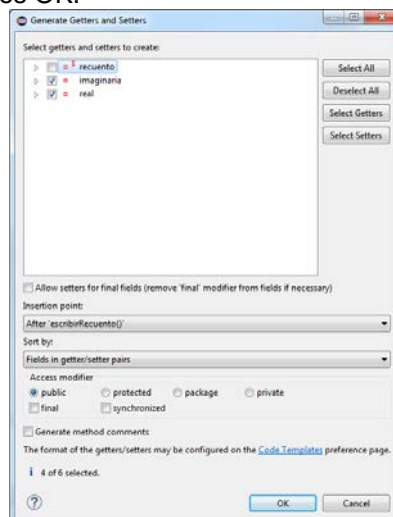 Generate Getters and Setters
Select getters and setters to create:
recuento
imaginaria
real
Select All
Deselect All
Select Getters
Select Setters
Allow setters for final fields (remove 'final' modifier from fields if necessary)
Insertion point:
After 'escribirRecuento()'
Sort by:
Fields in getter/setter pairs
Access modifier
public protected package private
final synchronized
Generate method comments
The format of the getters/setters may be configured on the Code Templates preference page.
i 4 of 6 selected.
? OK Cancel